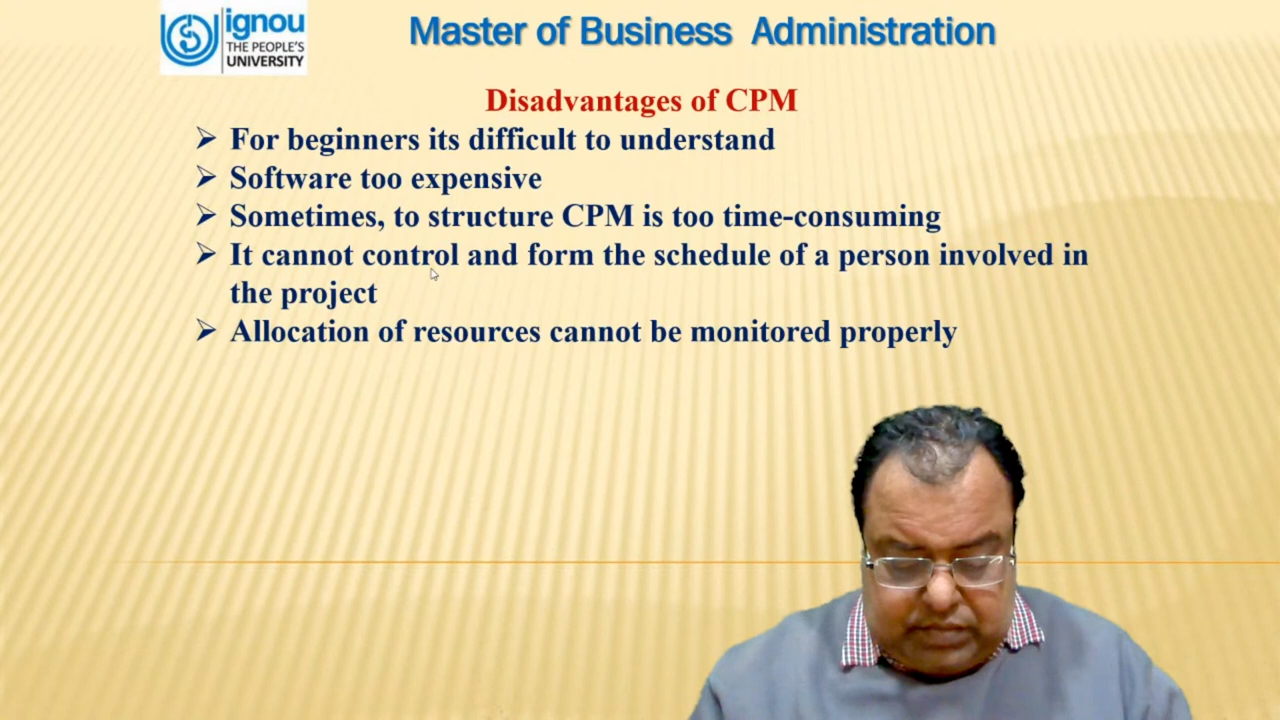 ignou
THE PEOPLE'S
UNIVERSITY
Master of Business Administration
Disadvantages of CPM
For beginners its difficult to understand
Software too expensive
Sometimes, to structure CPM is too time-consuming
It cannot control and form the schedule of a person involved in
the project
Allocation of resources cannot be monitored properly